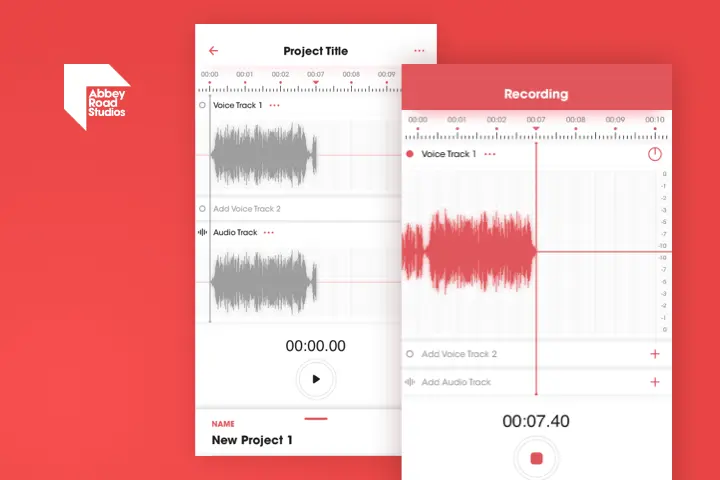 Abbey
Road
Studios
Project Title
00:00 00:01 00:02 00:07 00:08 00:09
Voice Track 1
Add Voice Track 2
Audio Track
00:00.00
NAME
New Project 1
Recording
00:00 00:01 00:02 00:07 00:08 00:09 00:10
Voice Track 1
0
-1
-2
-3
-5
-7
-10
-10
-7
-5
-3
-2
-1
0
Add Voice Track 2
Add Audio Track
00:07.40